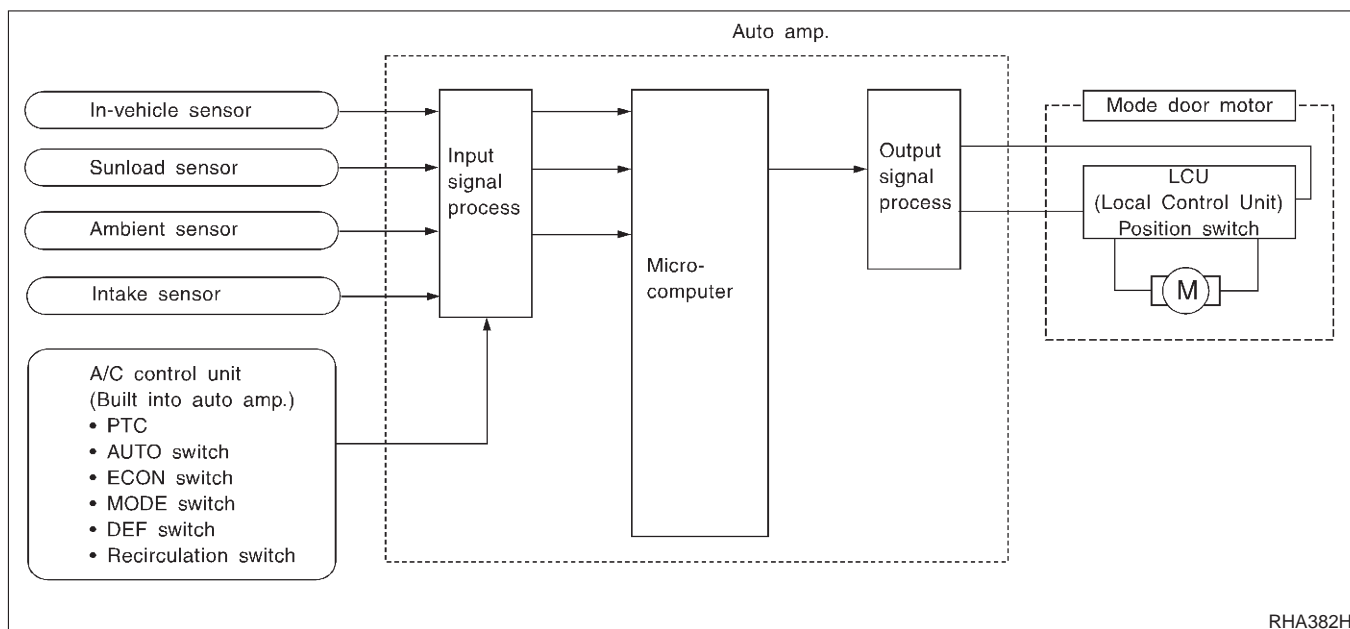 Auto amp.
In-vehicle sensor
Sunload sensor
Ambient sensor
Intake sensor
A/C control unit
(Built into auto amp.)
• PTC
• AUTO switch
• ECON switch
• MODE switch
• DEF switch
• Recirculation switch
Input
signal
process
Micro-
computer
Output
signal
process
Mode door motor
LCU
(Local Control Unit)
Position switch
M
RHA382H